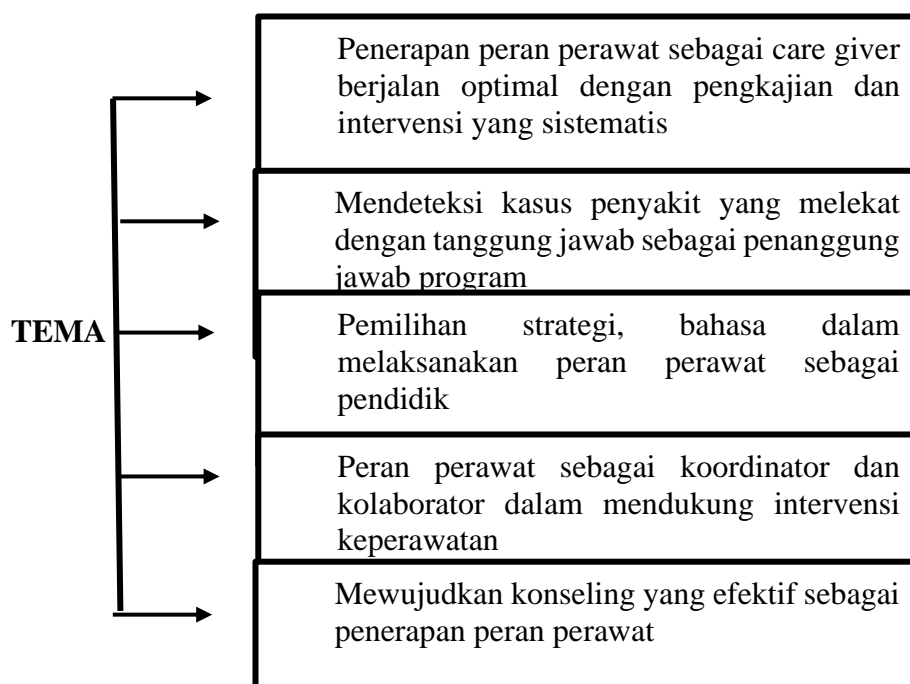 Penerapan peran perawat sebagai care giver
berjalan optimal dengan pengkajian dan
intervensi yang sistematis
Mendeteksi kasus penyakit yang melekat
dengan tanggung jawab sebagai penanggung
jawab program
TEMA
Pemilihan strategi, bahasa dalam
melaksanakan peran perawat sebagai
pendidik
Peran perawat sebagai koordinator dan
kolaborator dalam mendukung intervensi
keperawatan
Mewujudkan konseling yang efektif sebagai
penerapan peran perawat